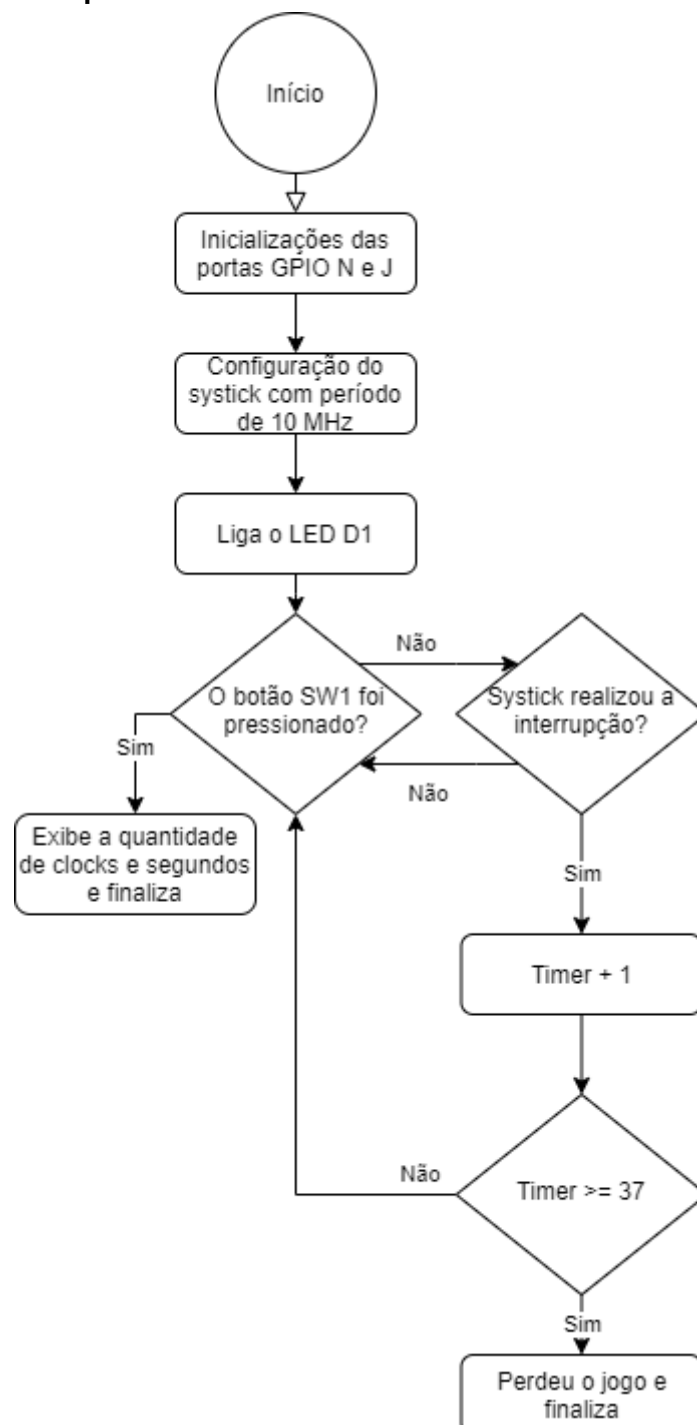 Início
Inicializações das
portas GPIO N e J
Configuração do
systick com período
de 10 MHz
Liga o LED D1
O botão SW1 foi
pressionado?
Não
Systick realizou a
interrupção?
Não
Sim
Exibe a quantidade
de clocks e segundos
e finaliza
Sim
Timer + 1
Timer >= 37
Não
Sim
Perdeu o jogo e
finaliza